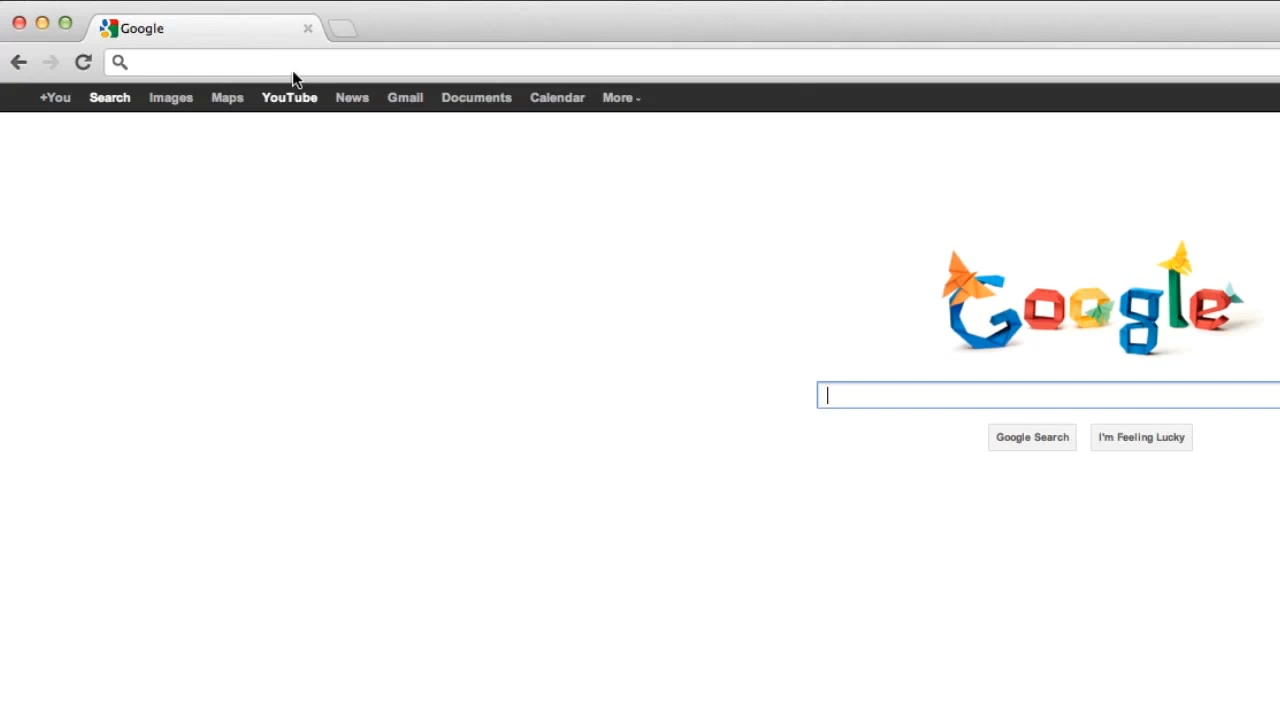 Google
+You Search Images Maps YouTube News Gmail Documents Calendar More
Google
Google Search I'm Feeling Lucky